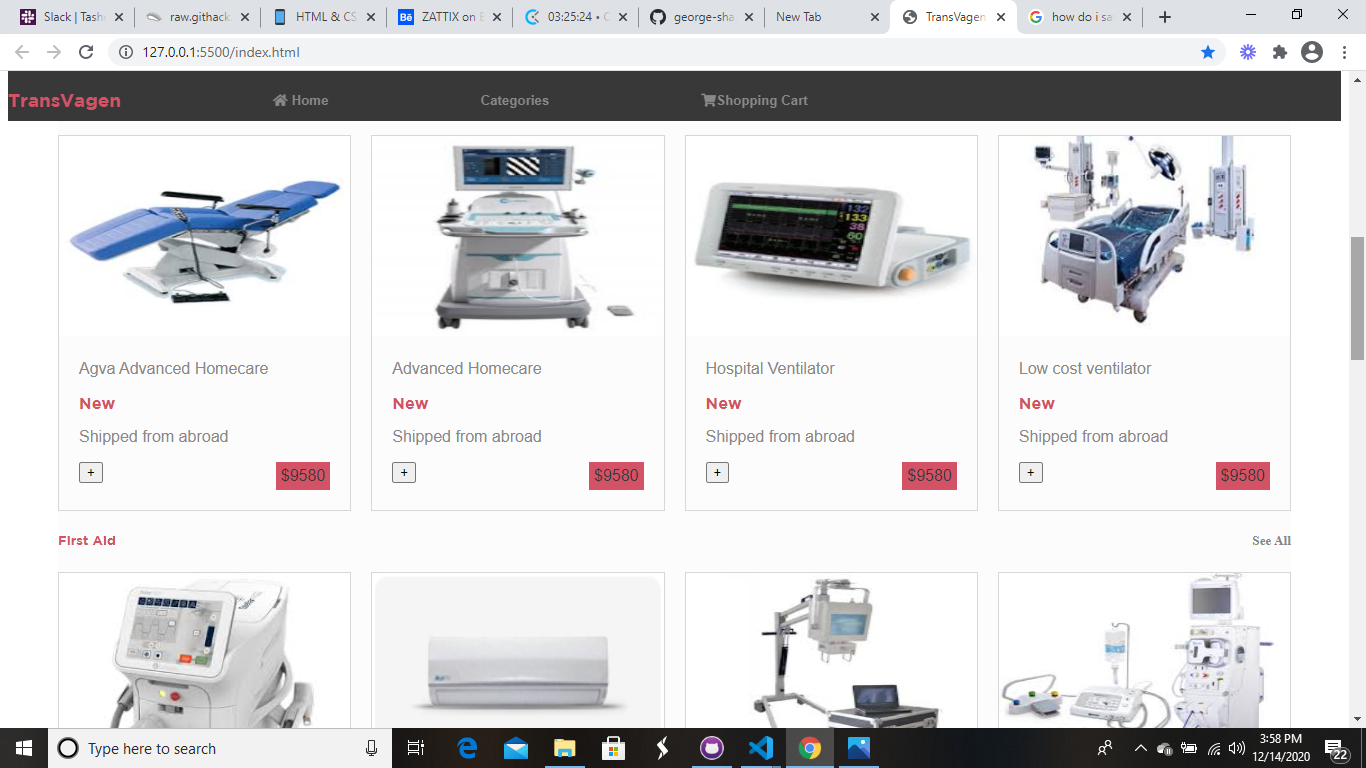 Slack | Tash
raw.githack
HTML & CS
ZATTIX on
03:25:24 • C
george-sha
New Tab
TransVagen
how do i sa
127.0.0.1:5500/index.html
TransVagen Home Categories Shopping Cart
132
133
38
60
Agva Advanced Homecare Advanced Homecare Hospital Ventilator Low cost ventilator
New New New New
Shipped from abroad Shipped from abroad Shipped from abroad Shipped from abroad
+ $9580 + $9580 + $9580 + $9580
First Aid See All
Type here to search
3:58 PM
12/14/2020
22